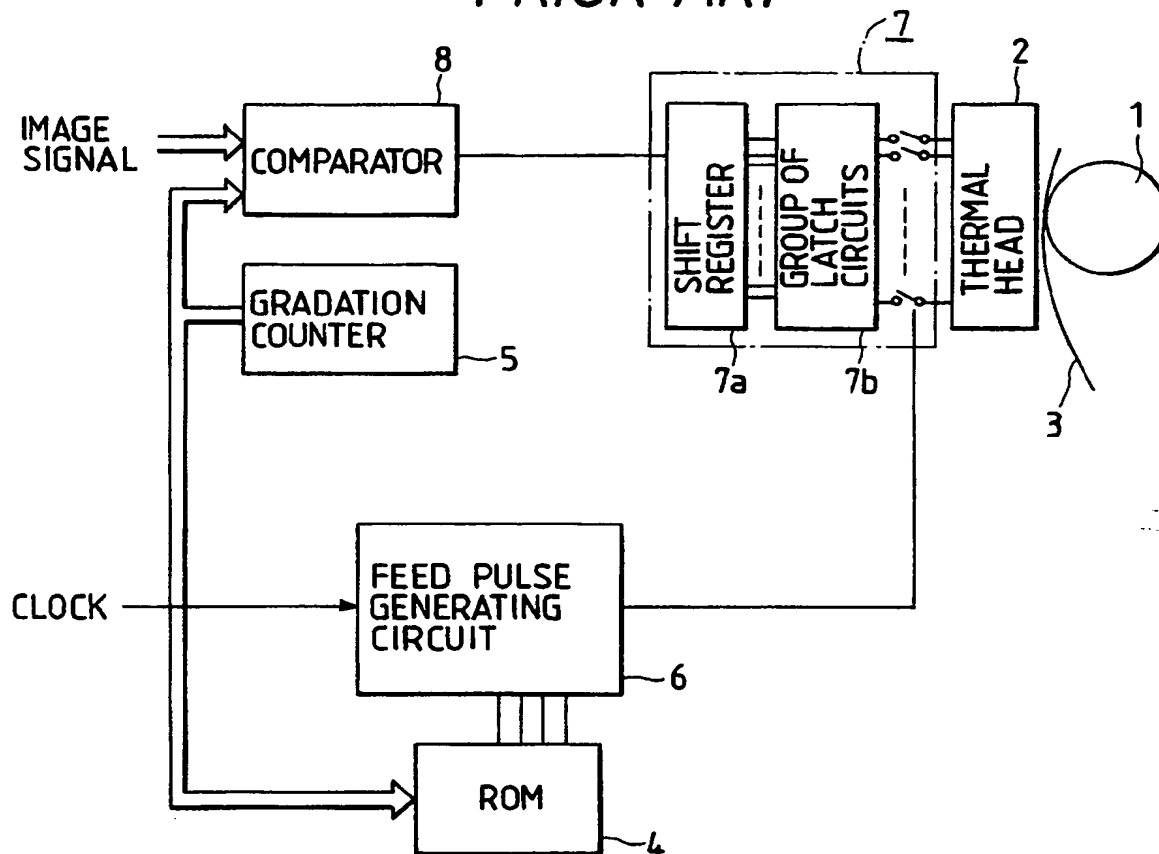 PRIOR ART
7
2
8
1
IMAGE
SIGNAL
COMPARATOR
SHIFT
REGISTER
GROUP OF
LATCH
CIRCUITS
THERMAL
HEAD
GRADATION
COUNTER
5
7a
7b
3
CLOCK
FEED PULSE
GENERATING
CIRCUIT
6
ROM
4